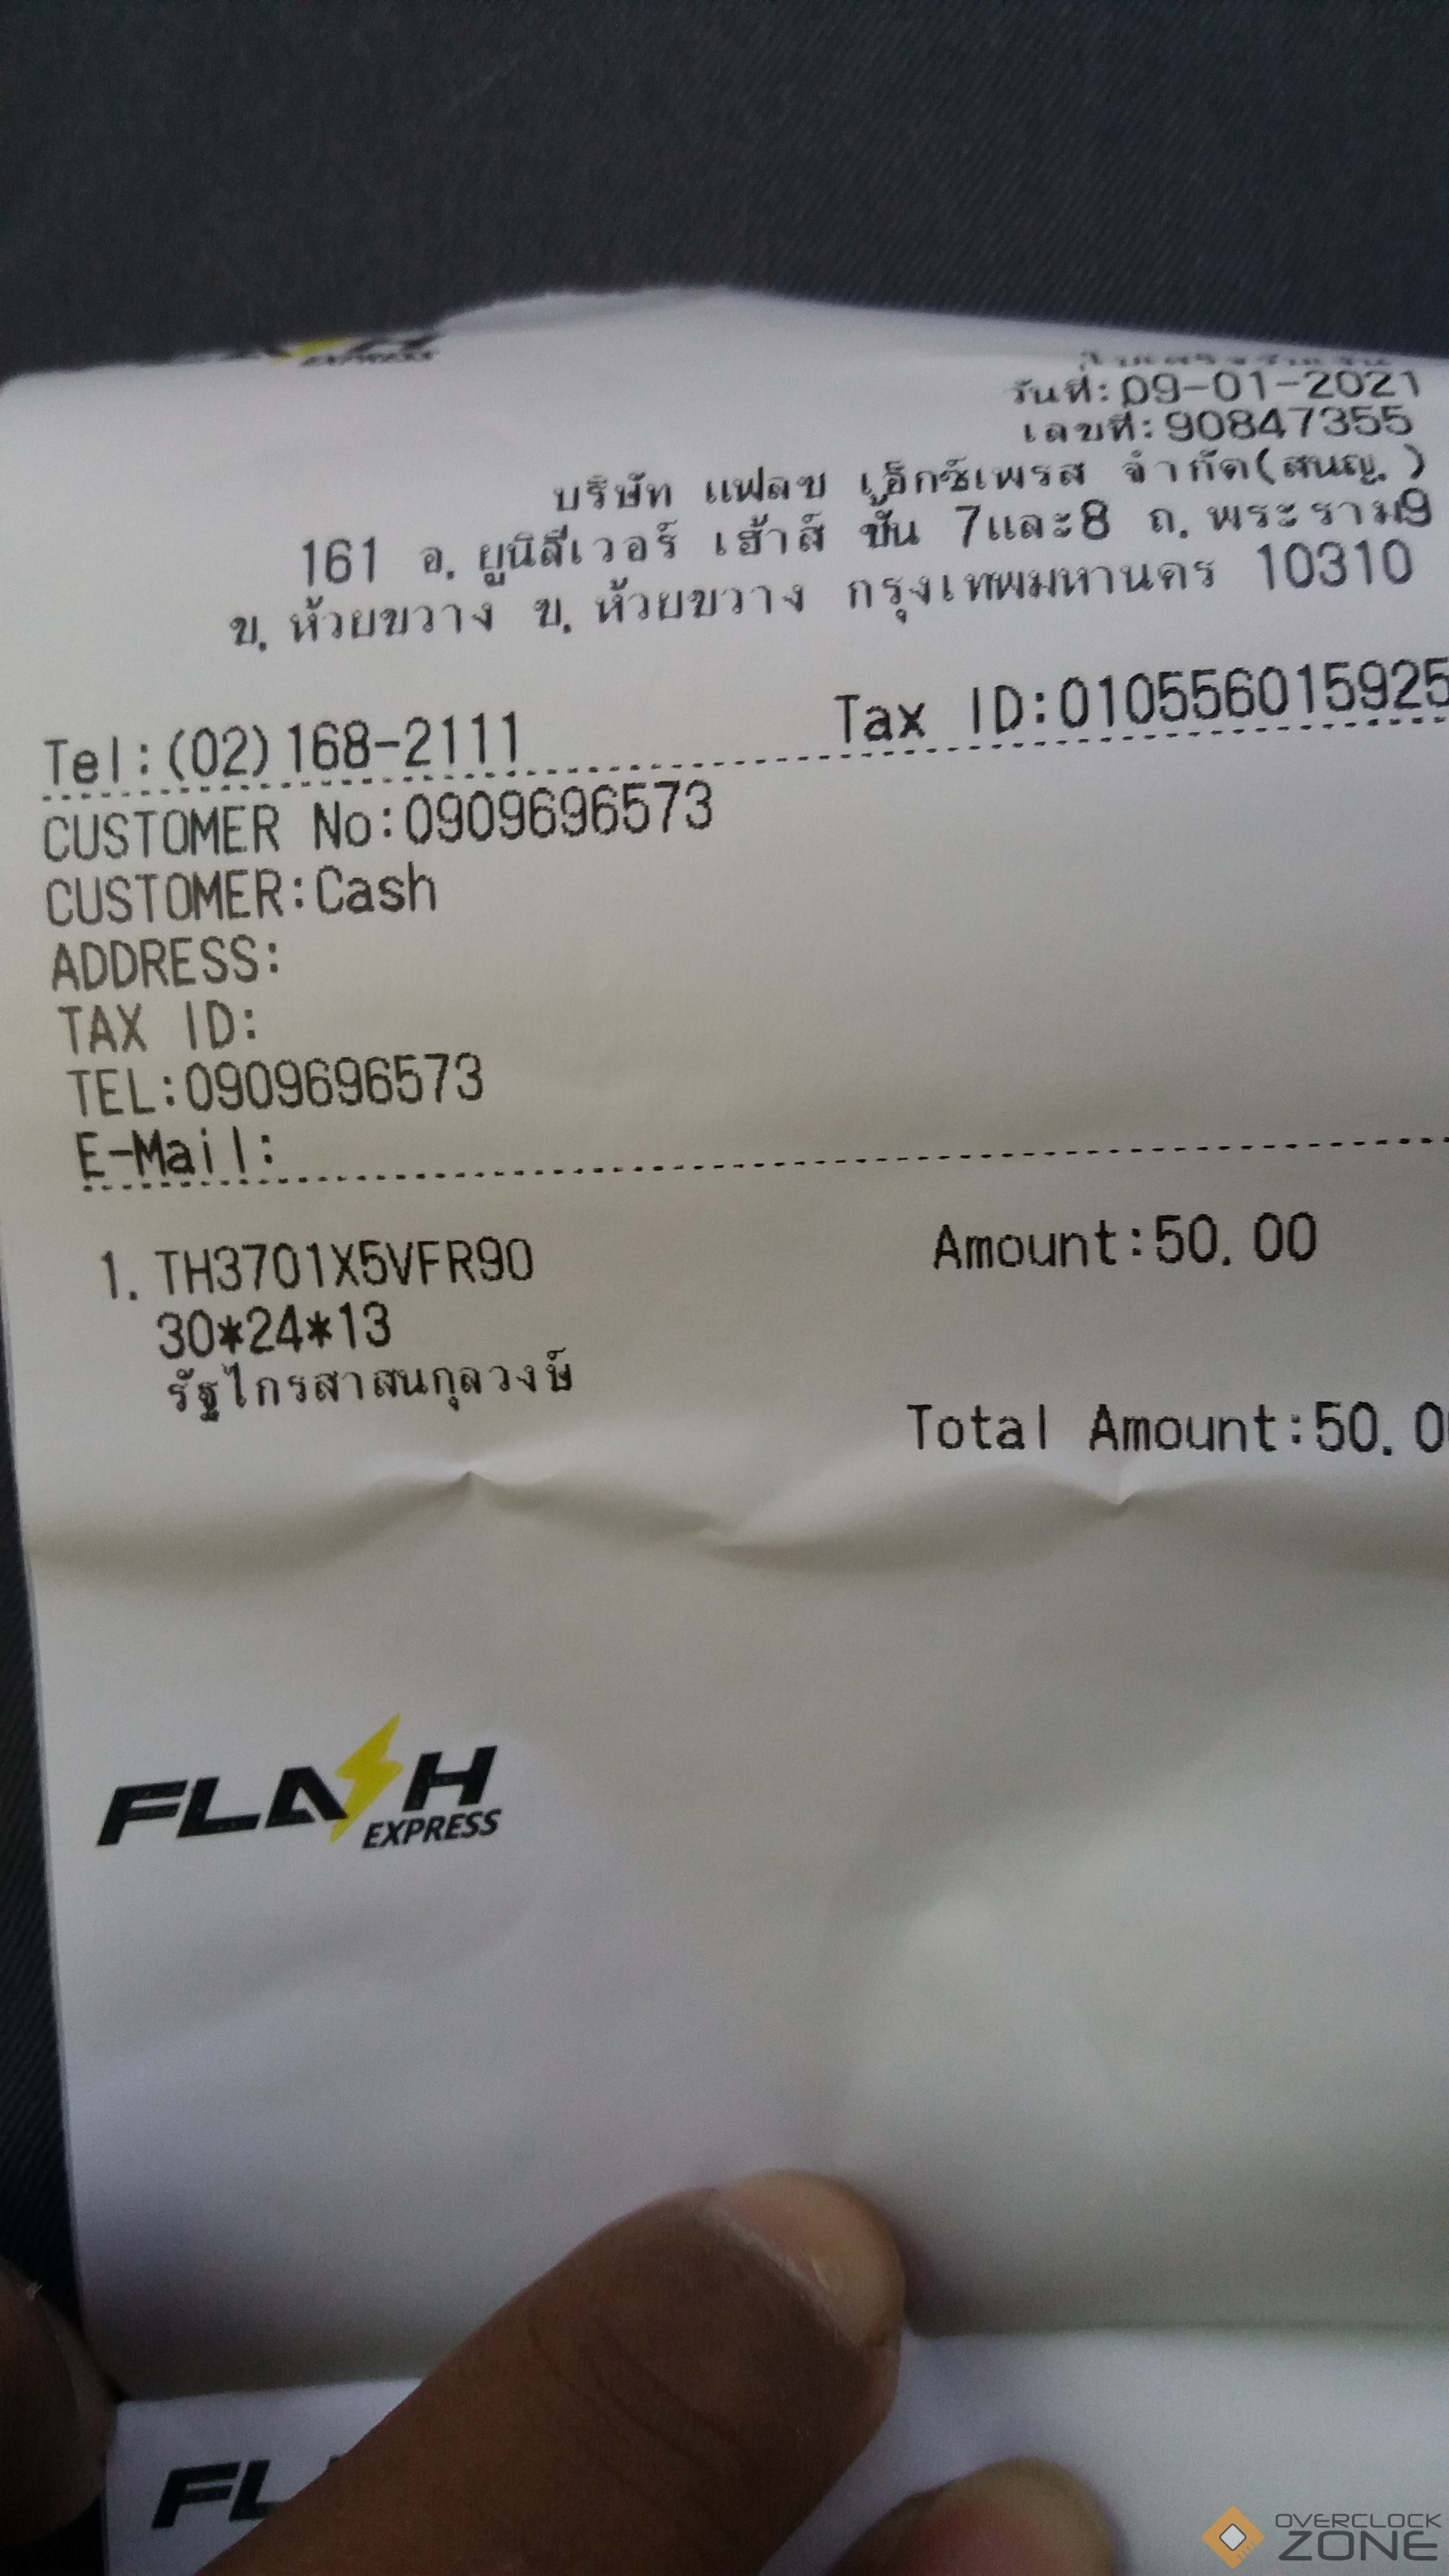 วันที่:09-01-2021
เลขที่:90847355
บริษัท แฟลช เอ็กซ์เพรส จำกัด(สนญ.)
161 อ. ยูนิลีเวอร์ เฮ้าส์ ชั้น 7และ8 ถ. พระราม9
ข. ห้วยขวาง ข. ห้วยขวาง กรุงเทพมหานคร 10310
Tel:(02)168-2111 Tax ID:010556015925
CUSTOMER No:0909696573
CUSTOMER:Cash
ADDRESS:
TAX ID:
TEL:0909696573
E-Mail:
1. TH3701X5VFR90 Amount:50.00
30*24*13
รัฐไกรสาสนกุลวงษ์
Total Amount:50.0
FLASH
EXPRESS
FL
OVERCLOCK
ZONE